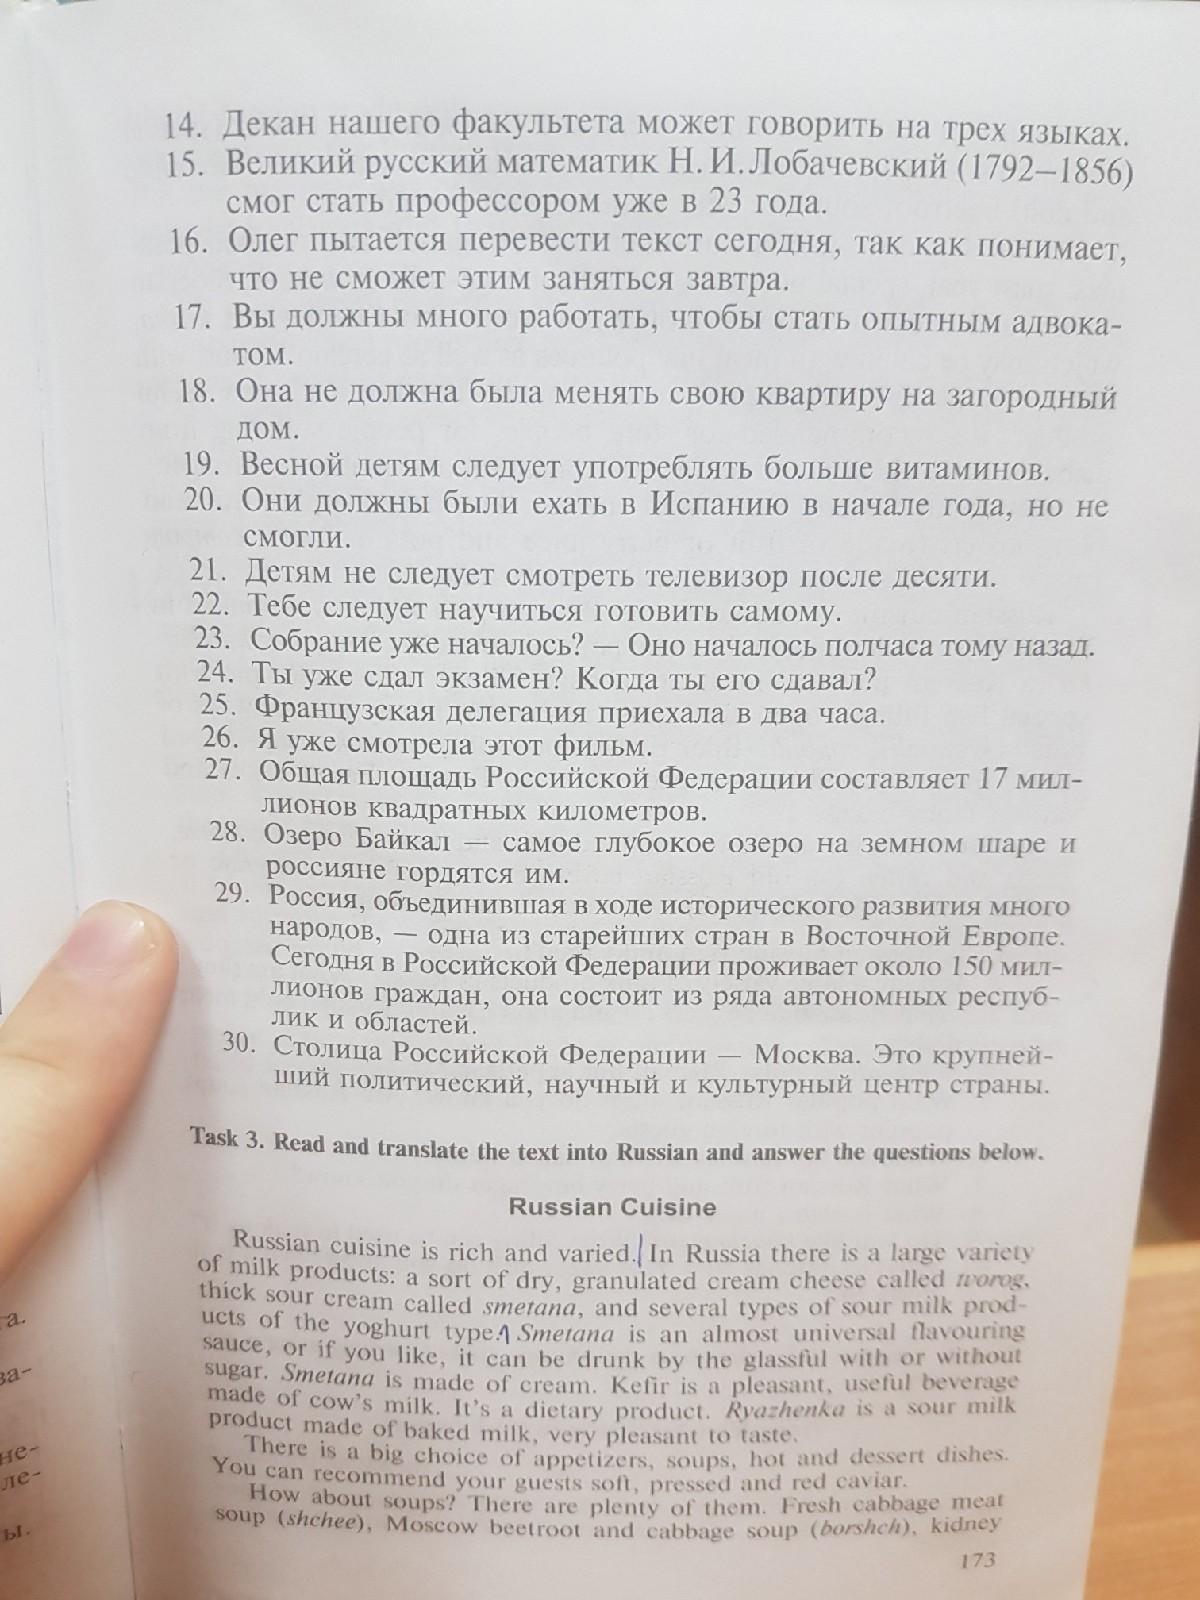 14. Декан нашего факультета может говорить на трех языках.
15. Великий русский математик Н. И. Лобачевский (1792–1856)
смог стать профессором уже в 23 года.
16. Олег пытается перевести текст сегодня, так как понимает,
что не сможет этим заняться завтра.
17. Вы должны много работать, чтобы стать опытным адвока-
том.
18. Она не должна была менять свою квартиру на загородный
дом.
19. Весной детям следует употреблять больше витаминов.
20. Они должны были ехать в Испанию в начале года, но не
смогли.
21. Детям не следует смотреть телевизор после десяти.
22. Тебе следует научиться готовить самому.
23. Собрание уже началось? — Оно началось полчаса тому назад.
24. Ты уже сдал экзамен? Когда ты его сдавал?
25. Французская делегация приехала в два часа.
26. Я уже смотрела этот фильм.
27. Общая площадь Российской Федерации составляет 17 мил-
лионов квадратных километров.
28. Озеро Байкал — самое глубокое озеро на земном шаре и
россияне гордятся им.
29. Россия, объединившая в ходе исторического развития много
народов, — одна из старейших стран в Восточной Европе.
Сегодня в Российской Федерации проживает около 150 мил-
лионов граждан, она состоит из ряда автономных респуб-
лик и областей.
30. Столица Российской Федерации — Москва. Это крупней-
ший политический, научный и культурный центр страны.
Task 3. Read and translate the text into Russian and answer the questions below.
Russian Cuisine
Russian cuisine is rich and varied. In Russia there is a large variety
of milk products: a sort of dry, granulated cream cheese called tvorog,
thick sour cream called smetana, and several types of sour milk prod-
ucts of the yoghurt type. Smetana is an almost universal flavouring
sauce, or if you like, it can be drunk by the glassful with or without
sugar. Smetana is made of cream. Kefir is a pleasant, useful beverage
made of cow's milk. It's a dietary product. Ryazhenka is a sour milk
product made of baked milk, very pleasant to taste.
There is a big choice of appetizers, soups, hot and dessert dishes.
You can recommend your guests soft, pressed and red caviar.
How about soups? There are plenty of them. Fresh cabbage meat
soup (shchee), Moscow beetroot and cabbage soup (borshch), kidney
173
та.
ва-
не-
ле-
ы.